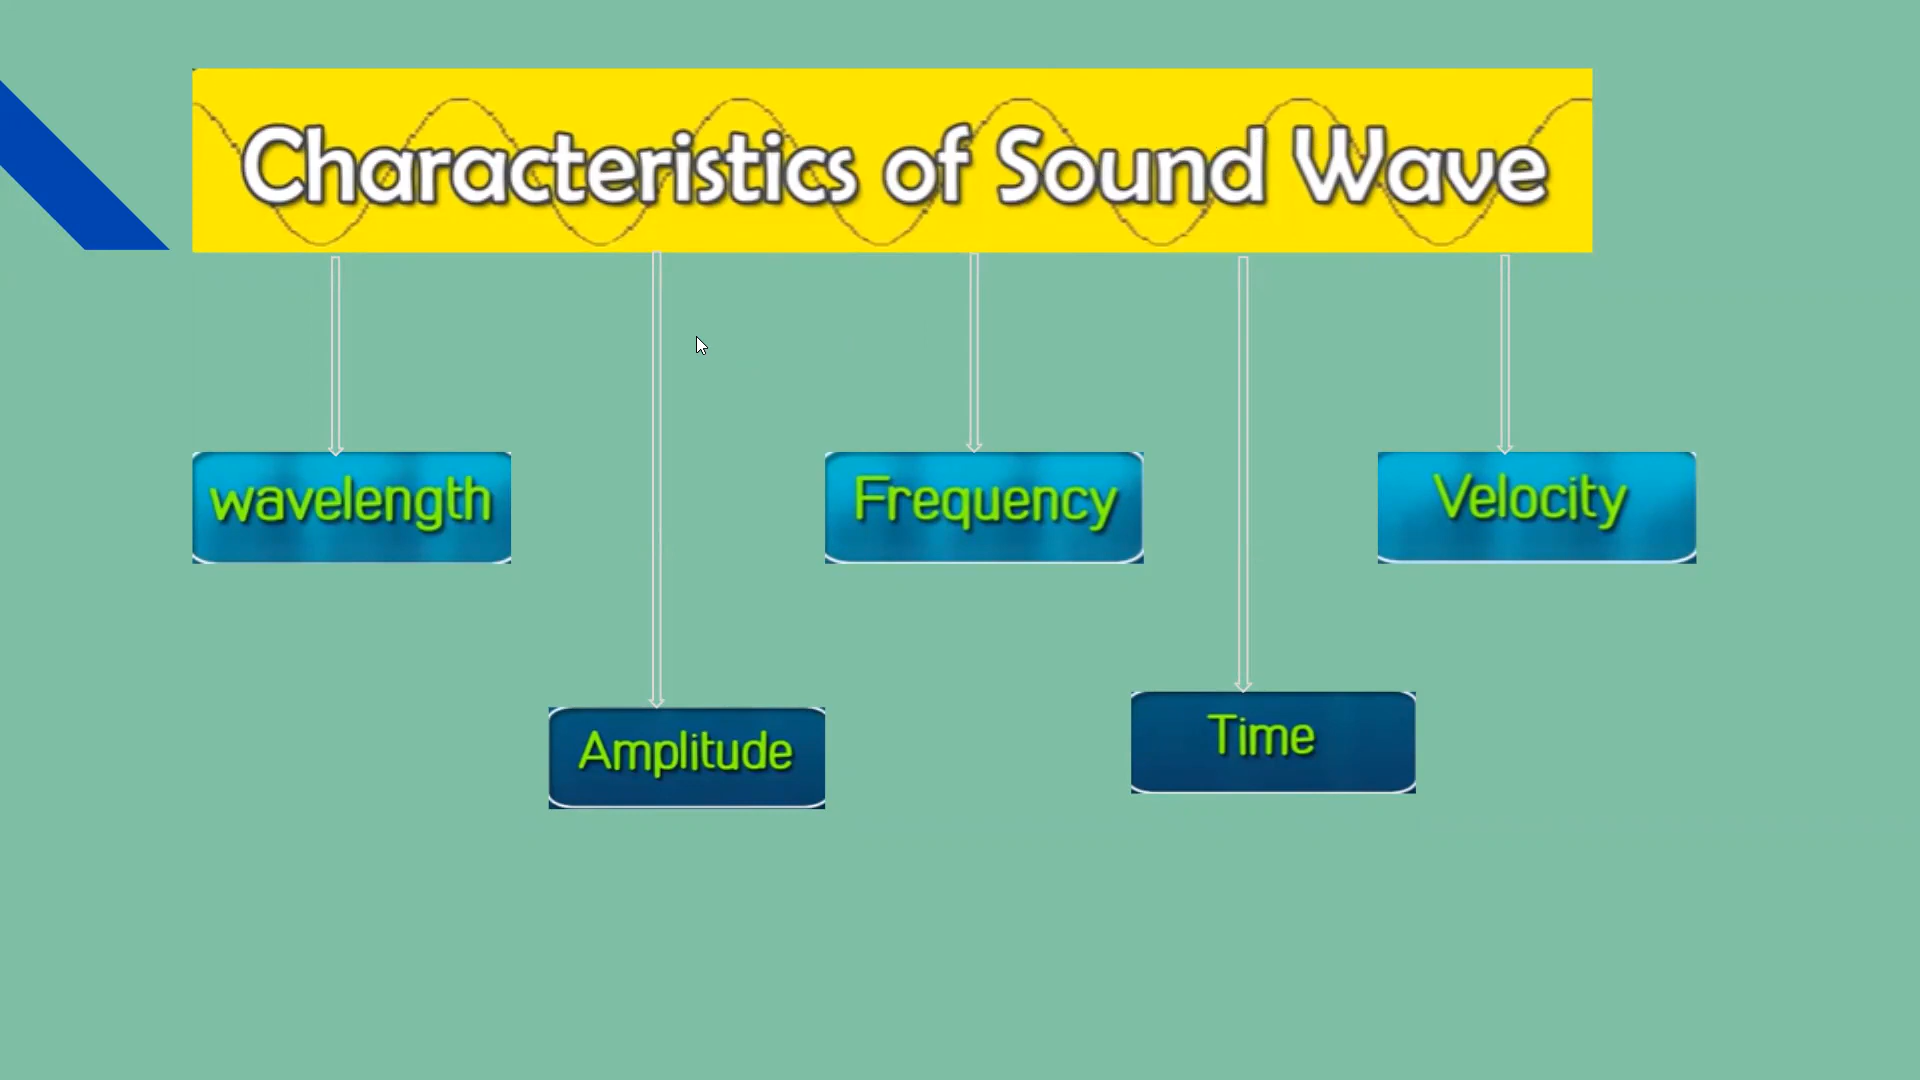 Characteristics of Sound Wave
wavelength
Frequency
Velocity
Amplitude
Time